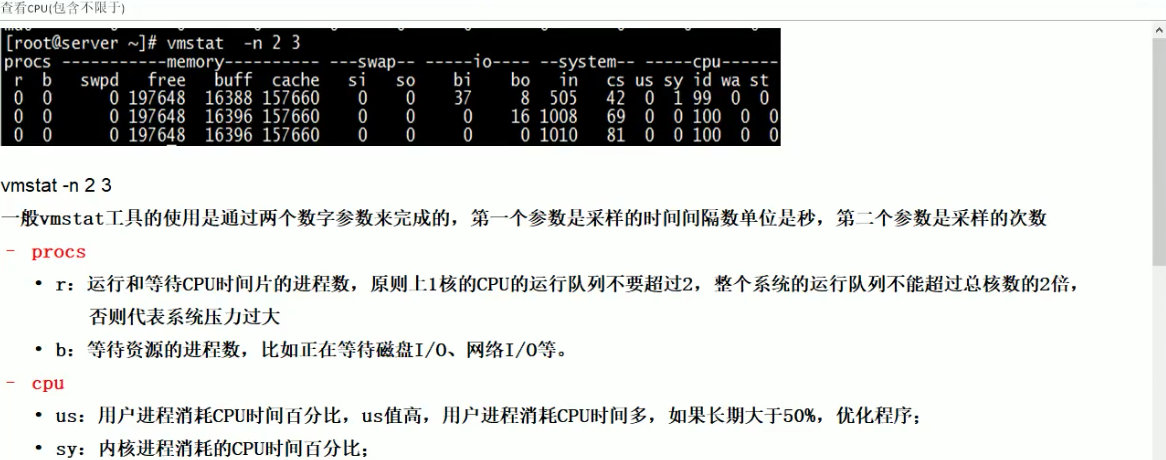 查看CPU(包含不限于)
[root@server ~]# vmstat  -n 2 3
procs -----------memory---------- ---swap-- -----io---- --system-- -----cpu------
 r  b   swpd   free   buff  cache   si   so    bi    bo   in   cs us sy id wa st
 0  0      0 197648  16388 157660    0    0    37     8  505   42  0  1 99  0  0
 0  0      0 197648  16396 157660    0    0     0    16 1008   69  0  0 100  0  0
 0  0      0 197648  16396 157660    0    0     0     0 1010   81  0  0 100  0  0
vmstat -n 2 3
一般vmstat工具的使用是通过两个数字参数来完成的，第一个参数是采样的时间间隔数单位是秒，第二个参数是采样的次数
- procs
• r：运行和等待CPU时间片的进程数，原则上1核的CPU的运行队列不要超过2，整个系统的运行队列不能超过总核数的2倍，
否则代表系统压力过大
• b：等待资源的进程数，比如正在等待磁盘I/O、网络I/O等。
- cpu
• us：用户进程消耗CPU时间百分比，us值高，用户进程消耗CPU时间多，如果长期大于50%，优化程序；
• sy：内核进程消耗的CPU时间百分比；